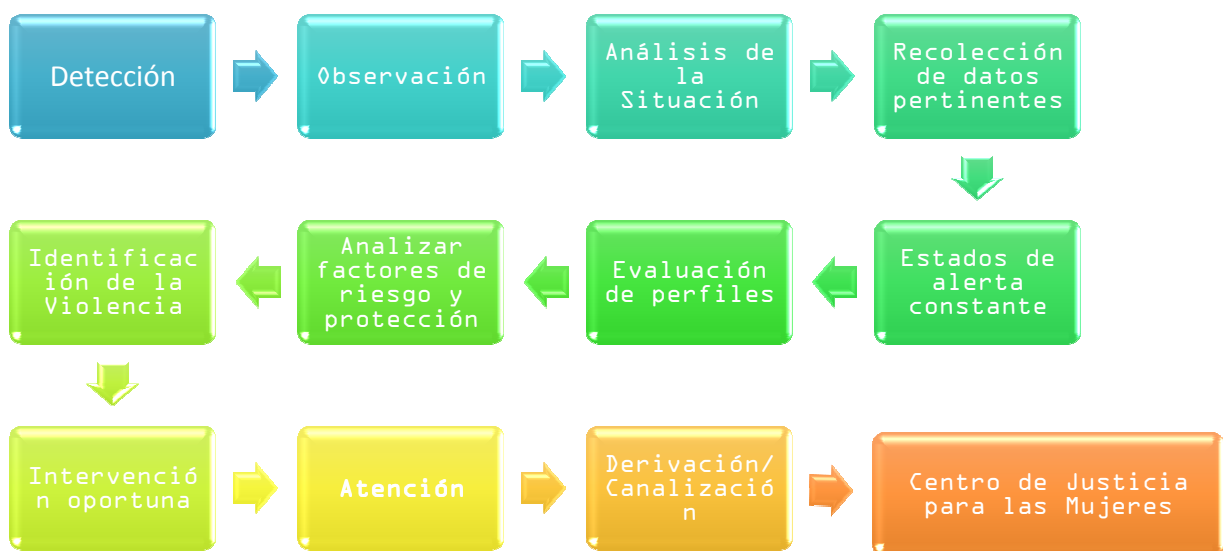 Detección
Observación
Análisis de
la
Situación
Recolección
de datos
pertinentes
Estados de
alerta
constante
Evaluación
de perfiles
Analizar
factores de
riesgo y
protección
Identificac
ión de la
Violencia
Intervenció
n oportuna
Atención
Derivación/
Canalizació
n
Centro de Justicia
para las Mujeres